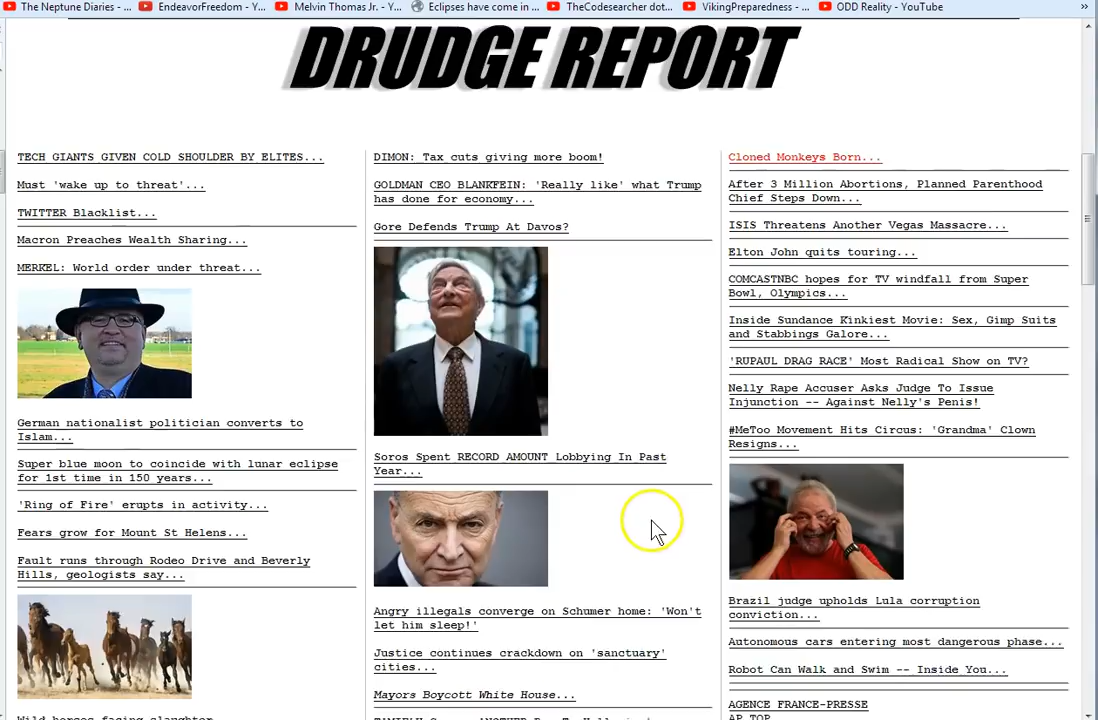 The Neptune Diaries - ...
EndeavorFreedom - Y...
Melvin Thomas Jr. - Y...
Eclipses have come in ...
TheCodesearcher dot...
VikingPreparedness - ...
ODD Reality - YouTube
»
DRUDGE REPORT
TECH GIANTS GIVEN COLD SHOULDER BY ELITES...
Must 'wake up to threat'...
TWITTER Blacklist...
Macron Preaches Wealth Sharing...
MERKEL: World order under threat...
German nationalist politician converts to
Islam...
Super blue moon to coincide with lunar eclipse
for 1st time in 150 years...
'Ring of Fire' erupts in activity...
Fears grow for Mount St Helens...
Fault runs through Rodeo Drive and Beverly
Hills, geologists say...
Wild horses facing slaughter
DIMON: Tax cuts giving more boom!
GOLDMAN CEO BLANKFEIN: 'Really like' what Trump
has done for economy...
Gore Defends Trump At Davos?
Soros Spent RECORD AMOUNT Lobbying In Past
Year...
Angry illegals converge on Schumer home: 'Won't
let him sleep!'
Justice continues crackdown on 'sanctuary'
cities...
Mayors Boycott White House...
Cloned Monkeys Born...
After 3 Million Abortions, Planned Parenthood
Chief Steps Down...
ISIS Threatens Another Vegas Massacre...
Elton John quits touring...
COMCASTNBC hopes for TV windfall from Super
Bowl, Olympics...
Inside Sundance Kinkiest Movie: Sex, Gimp Suits
and Stabbings Galore...
'RUPAUL DRAG RACE' Most Radical Show on TV?
Nelly Rape Accuser Asks Judge To Issue
Injunction -- Against Nelly's Penis!
#MeToo Movement Hits Circus: 'Grandma' Clown
Resigns...
Brazil judge upholds Lula corruption
conviction...
Autonomous cars entering most dangerous phase...
Robot Can Walk and Swim -- Inside You...
AGENCE FRANCE-PRESSE
AP TOP